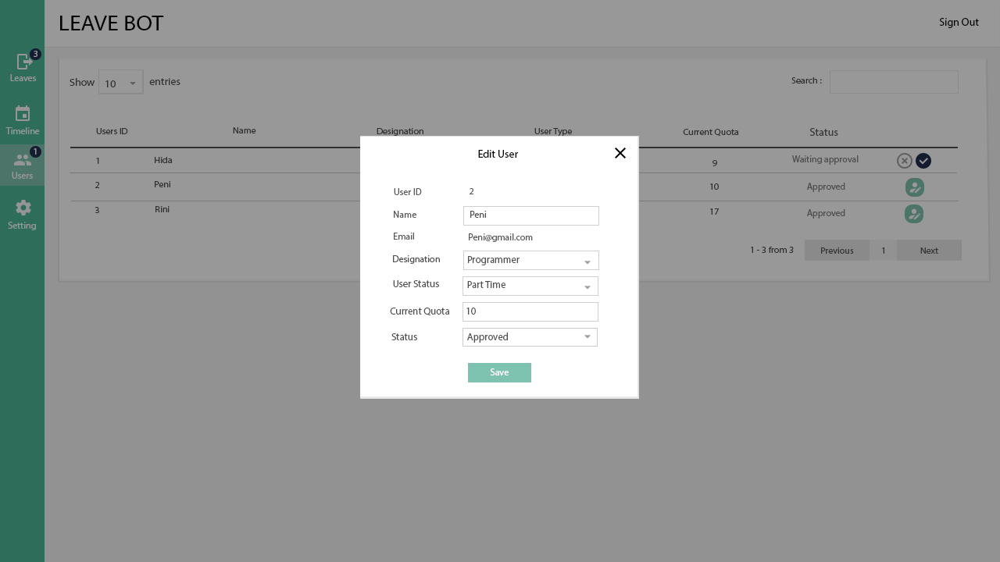 LEAVE BOT
Sign Out
3
Leaves
Timeline
1
Users
Setting
Show 10 entries
Search :
Users ID Name Designation User Type Current Quota Status
1 Hida 9 Waiting approval
2 Peni 10 Approved
3 Rini 17 Approved
1 - 3 from 3 Previous 1 Next
Edit User
User ID 2
Name Peni
Email Peni@gmail.com
Designation Programmer
User Status Part Time
Current Quota 10
Status Approved
Save